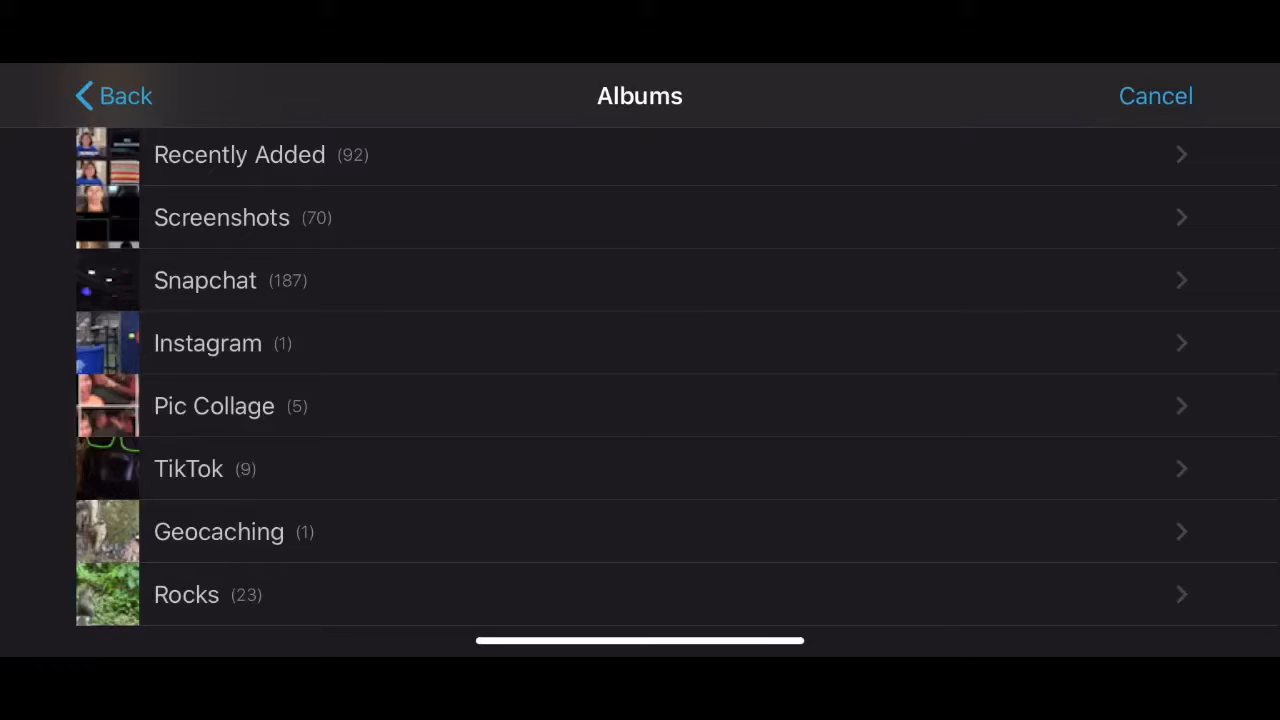 Back
Albums
Cancel
Recently Added (92)
Screenshots (70)
Snapchat (187)
Instagram (1)
Pic Collage (5)
TikTok (9)
Geocaching (1)
Rocks (23)